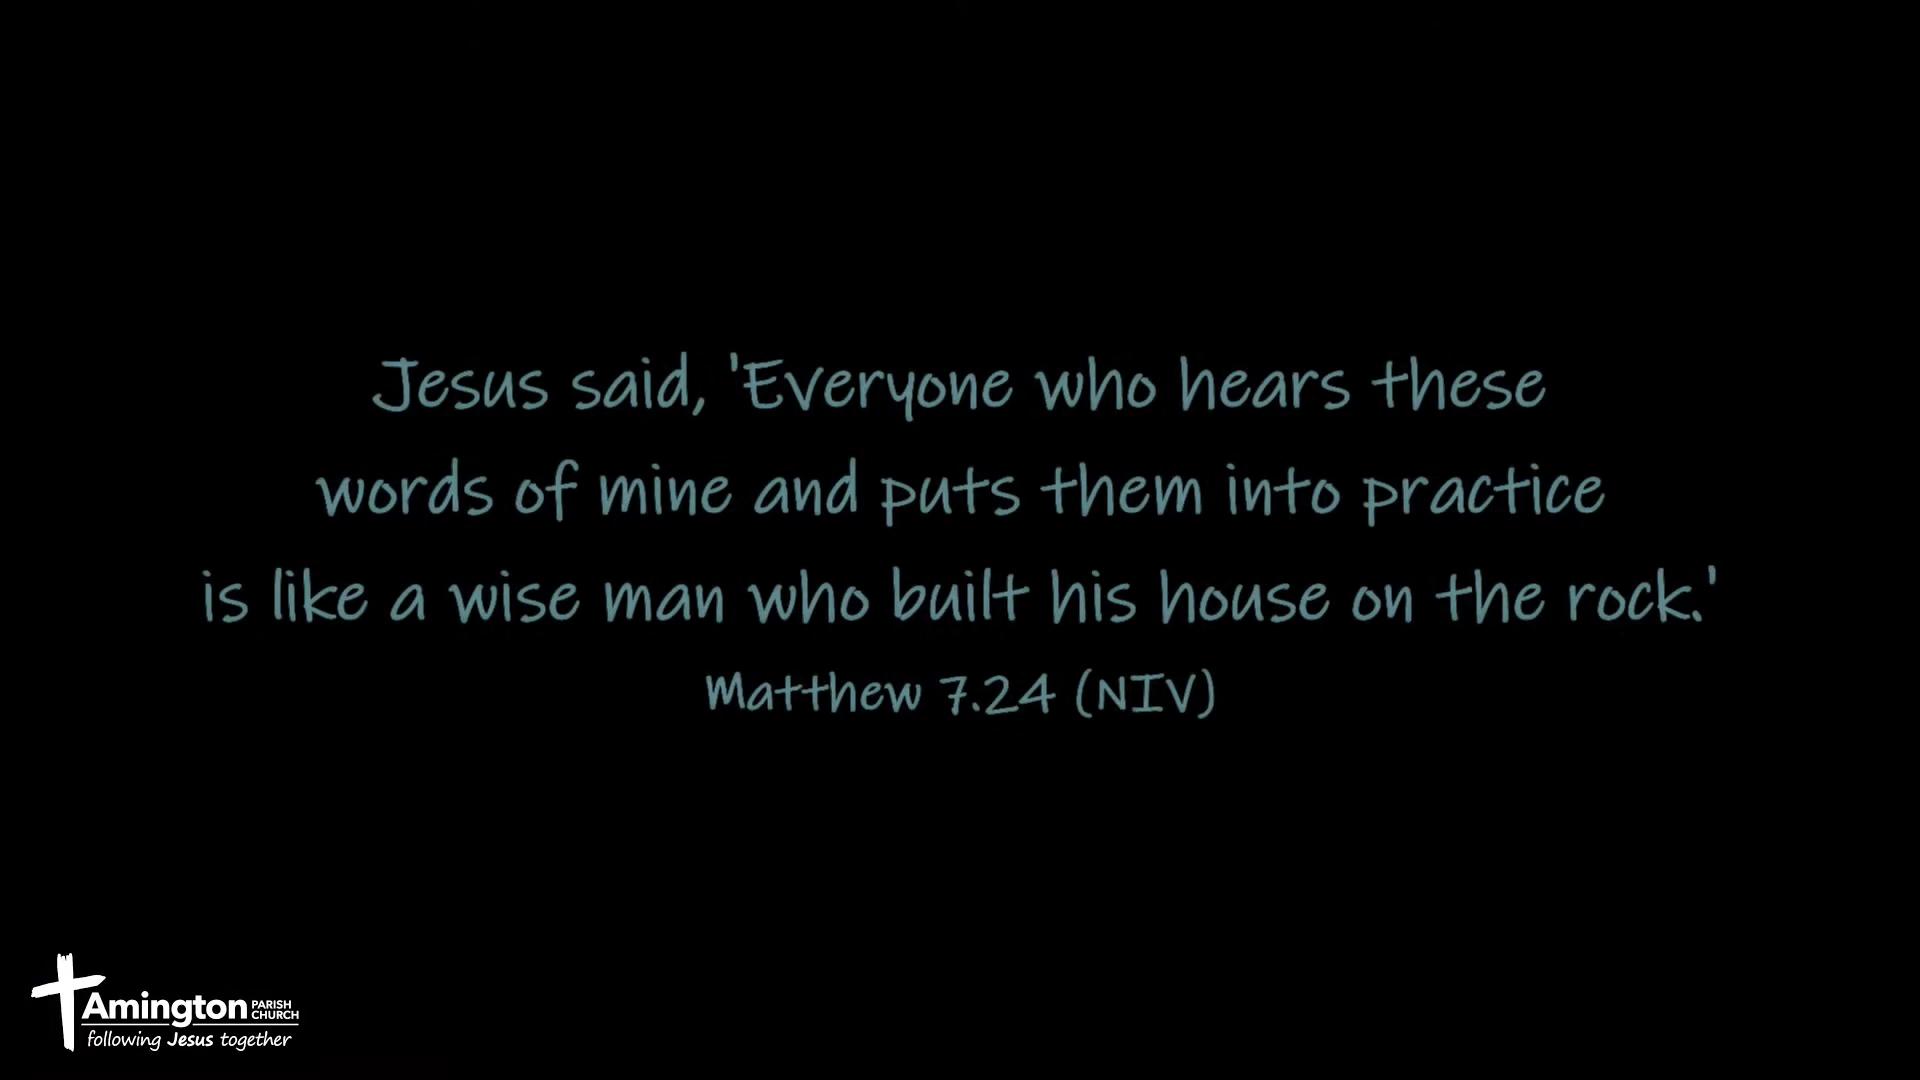 Jesus said, 'Everyone who hears these
words of mine and puts them into practice
is like a wise man who built his house on the rock.'
Matthew 7.24 (NIV)
Amington PARISH CHURCH
following Jesus together